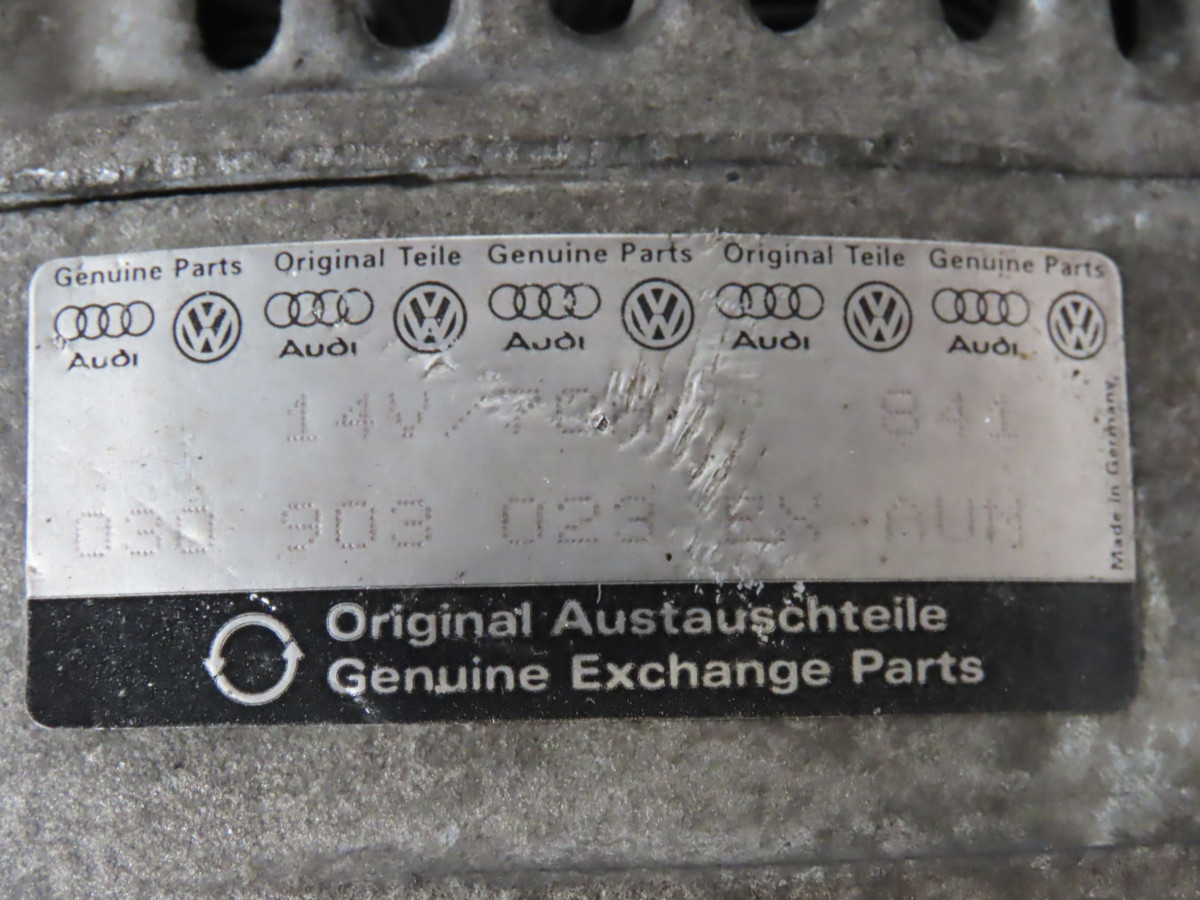 Genuine Parts Original Teile Genuine Parts Original Teile Genuine Parts
Audi Audi Audi Audi Audi
841
030 903 023
Original Austauschteile
Genuine Exchange Parts
Made in Germany